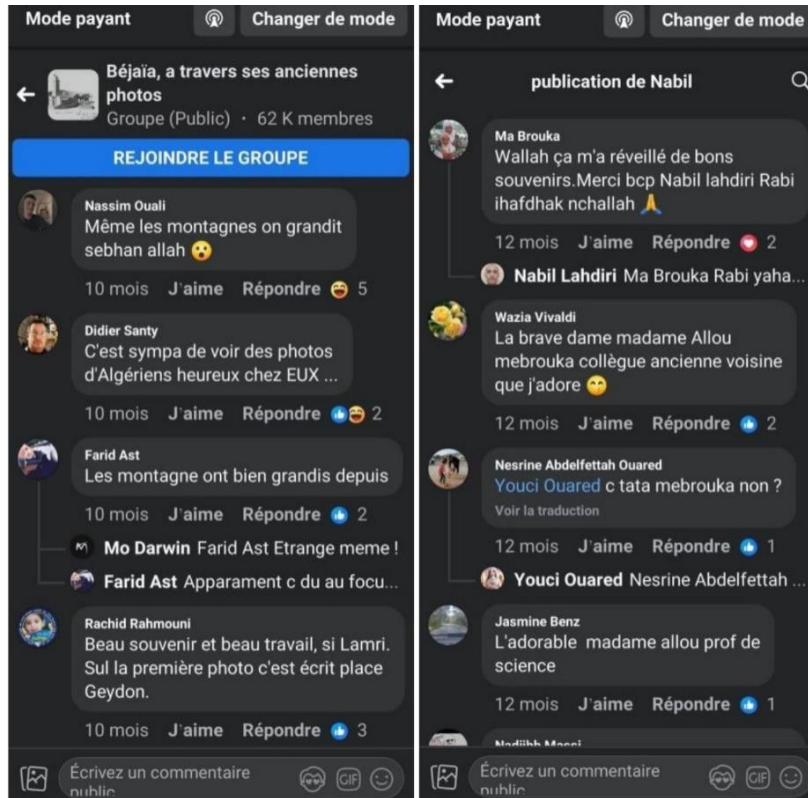 Mode payant
Changer de mode
Béjaïa, a travers ses anciennes
photos
Groupe (Public) · 62 K membres
REJOINDRE LE GROUPE
Nassim Ouali
Même les montagnes on grandit
sebhan allah 😮
10 mois J'aime Répondre 5
Didier Santy
C'est sympa de voir des photos
d'Algériens heureux chez EUX ...
10 mois J'aime Répondre 2
Farid Ast
Les montagne ont bien grandis depuis
10 mois J'aime Répondre 2
Mo Darwin Farid Ast Etrange meme !
Farid Ast Apparament c du au focu...
Rachid Rahmouni
Beau souvenir et beau travail, si Lamri.
Sul la première photo c'est écrit place
Geydon.
10 mois J'aime Répondre 3
Écrivez un commentaire
public
GIF
Mode payant
Changer de mode
publication de Nabil
Ma Brouka
Wallah ça m'a réveillé de bons
souvenirs.Merci bcp Nabil lahdiri Rabi
ihafdhak nchallah 🙏
12 mois J'aime Répondre 2
Nabil Lahdiri Ma Brouka Rabi yaha...
Wazia Vivaldi
La brave dame madame Allou
mebrouka collègue ancienne voisine
que j'adore 😁
12 mois J'aime Répondre 2
Nesrine Abdelfettah Ouared
Youci Ouared c tata mebrouka non ?
Voir la traduction
12 mois J'aime Répondre 1
Youci Ouared Nesrine Abdelfettah ...
Jasmine Benz
L'adorable madame allou prof de
science
12 mois J'aime Répondre 1
Écrivez un commentaire
public
GIF